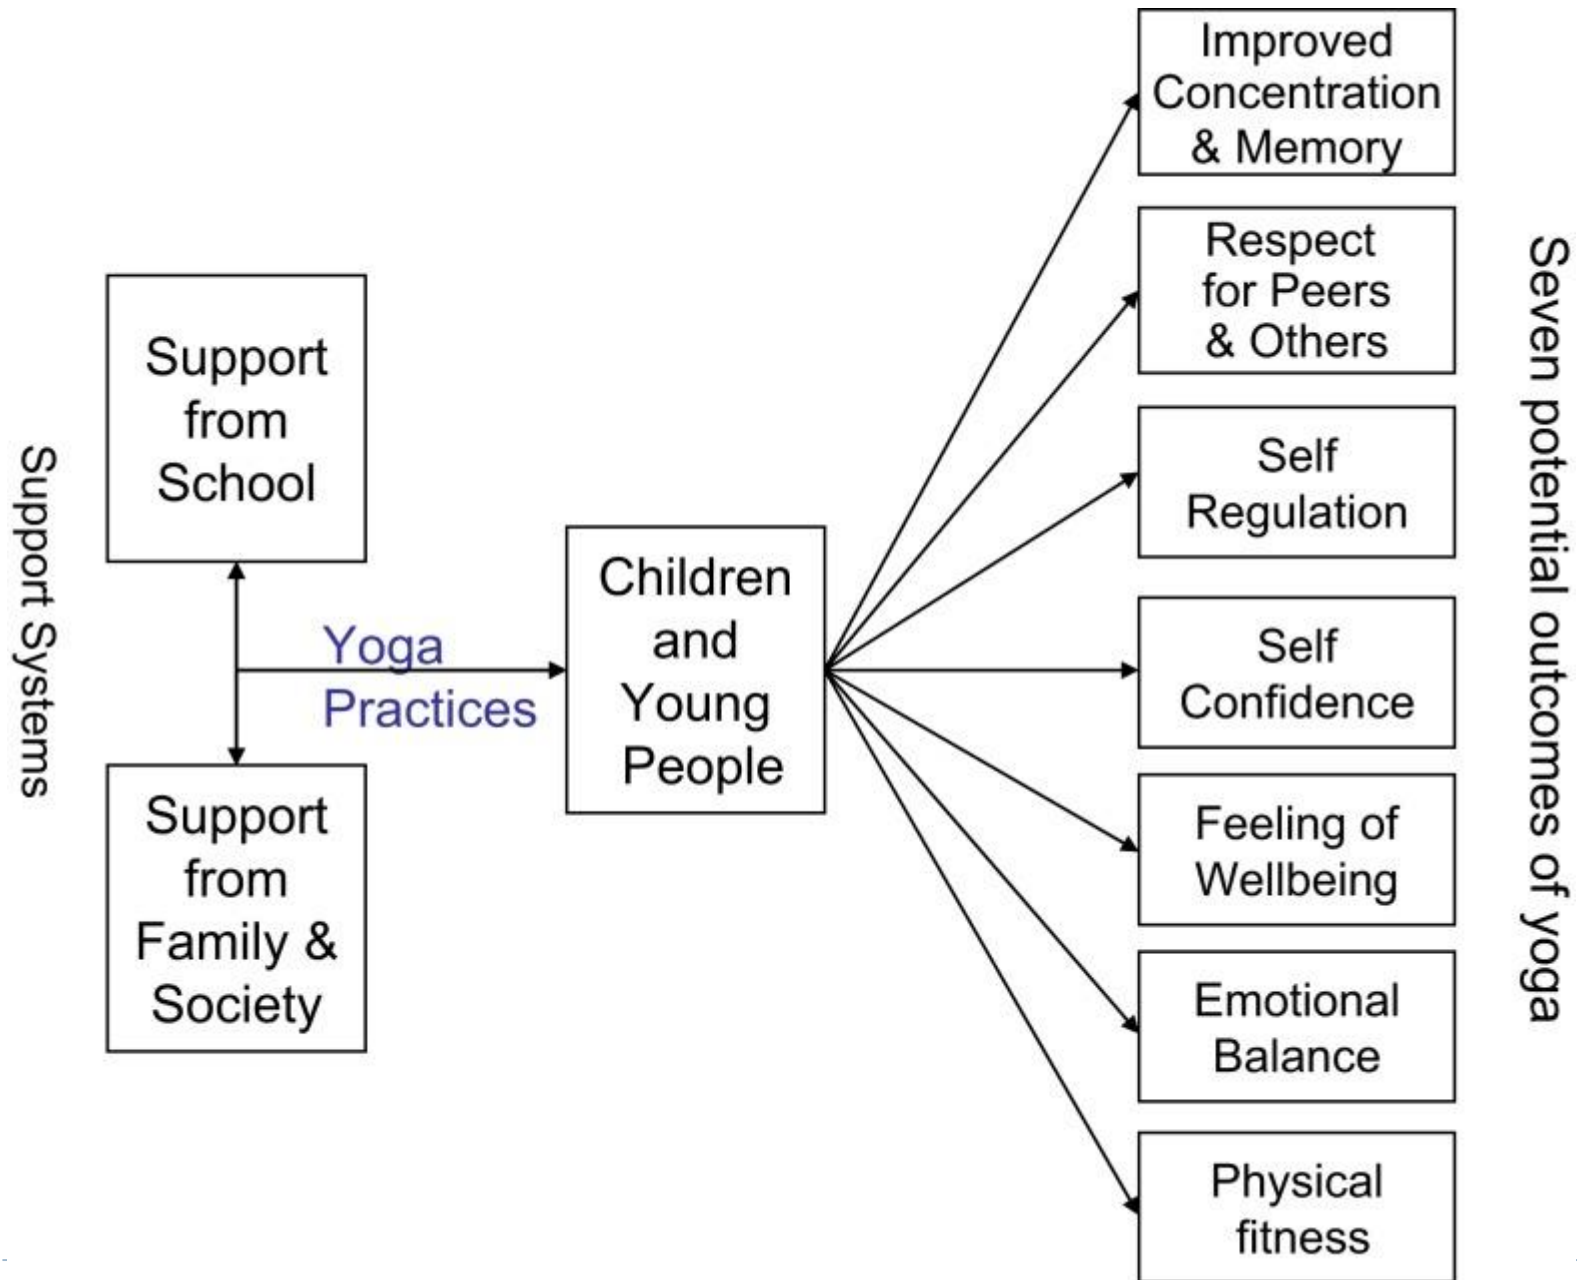 Support Systems
Support
from
School
Support
from
Family &
Society
Yoga
Practices
Children
and
Young
People
Improved
Concentration
& Memory
Respect
for Peers
& Others
Self
Regulation
Self
Confidence
Feeling of
Wellbeing
Emotional
Balance
Physical
fitness
Seven potential outcomes of yoga